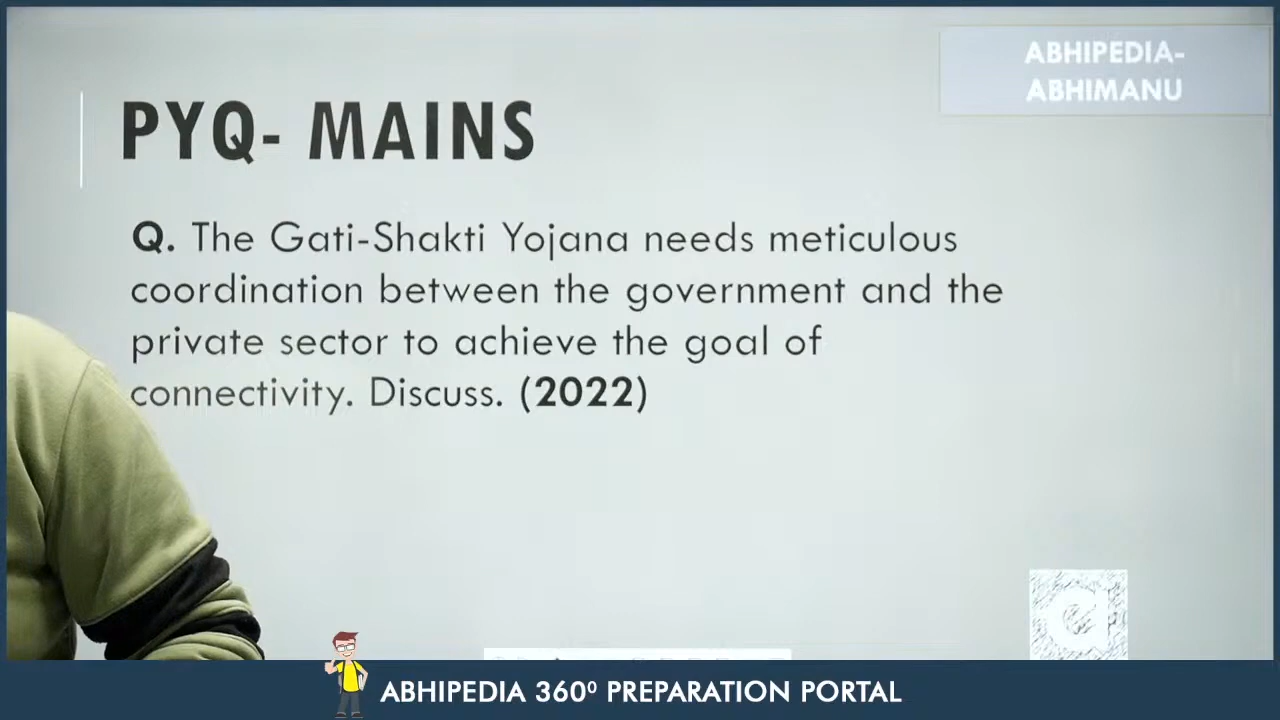 ABHIPEDIA-
ABHIMANU
PYQ- MAINS
Q. The Gati-Shakti Yojana needs meticulous
coordination between the government and the
private sector to achieve the goal of
connectivity. Discuss. (2022)
ABHIPEDIA 360⁰ PREPARATION PORTAL